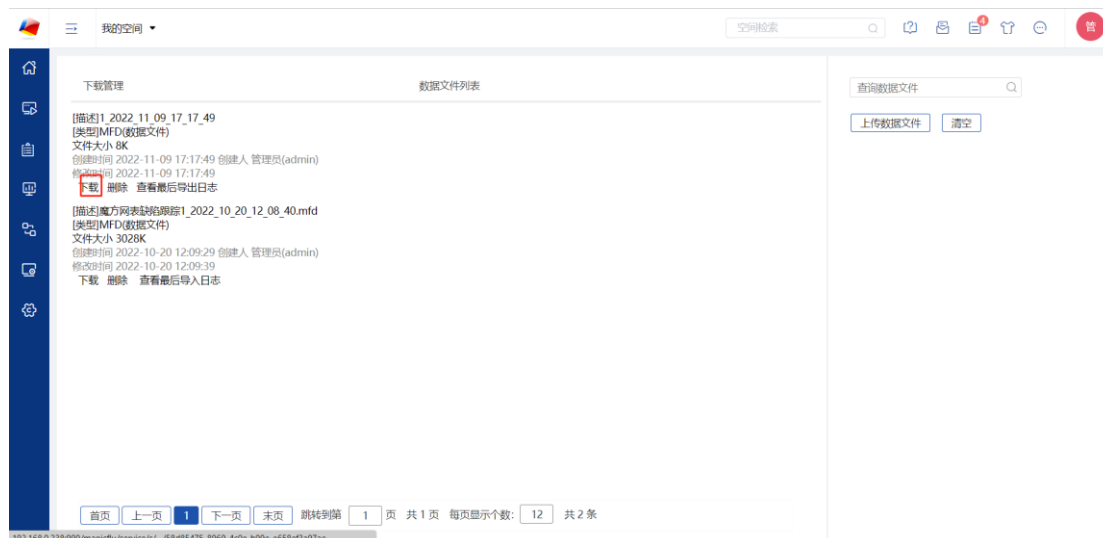 我的空间
空间检索
4
管
下载管理
数据文件列表
查询数据文件
上传数据文件 清空
[描述]1_2022_11_09_17_17_49
[类型]MFD(数据文件)
文件大小 8K
创建时间 2022-11-09 17:17:49 创建人 管理员(admin)
修改时间 2022-11-09 17:17:49
下载 删除 查看最后导出日志
[描述]魔方网表缺陷跟踪1_2022_10_20_12_08_40.mfd
[类型]MFD(数据文件)
文件大小 3028K
创建时间 2022-10-20 12:09:29 创建人 管理员(admin)
修改时间 2022-10-20 12:09:39
下载 删除 查看最后导入日志
首页 上一页 1 下一页 末页 跳转到第 1 页 共1页 每页显示个数: 12 共2条